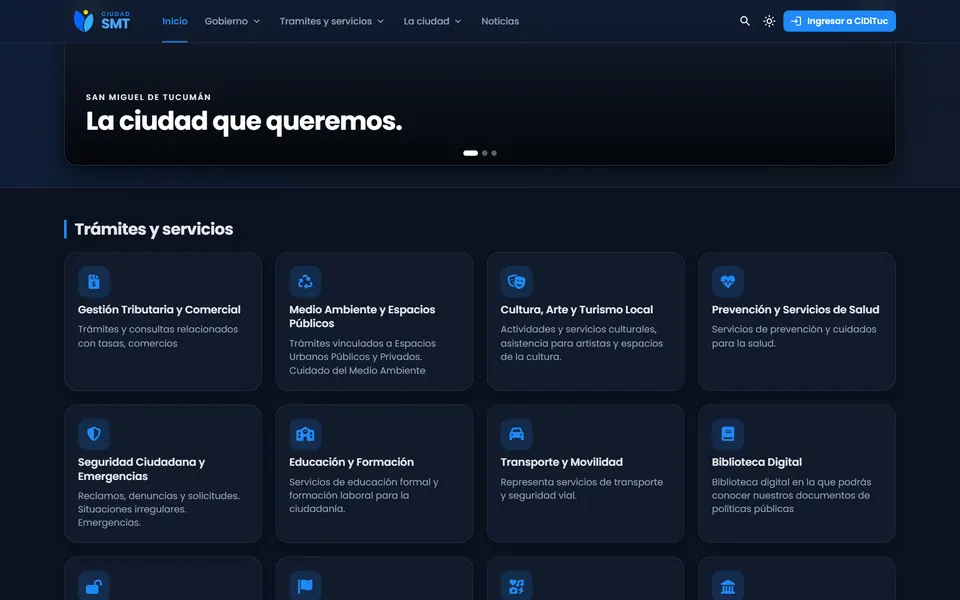 CIUDAD
SMT
Inicio
Gobierno
Tramites y servicios
La ciudad
Noticias
Ingresar a CiDiTuc
SAN MIGUEL DE TUCUMÁN
La ciudad que queremos.
Trámites y servicios
Gestión Tributaria y Comercial
Trámites y consultas relacionados
con tasas, comercios
Medio Ambiente y Espacios
Públicos
Trámites vinculados a Espacios
Urbanos Públicos y Privados.
Cuidado del Medio Ambiente
Cultura, Arte y Turismo Local
Actividades y servicios culturales,
asistencia para artistas y espacios
de la cultura.
Prevención y Servicios de Salud
Servicios de prevención y cuidados
para la salud.
Seguridad Ciudadana y
Emergencias
Reclamos, denuncias y solicitudes.
Situaciones irregulares.
Emergencias.
Educación y Formación
Servicios de educación formal y
formación laboral para la
ciudadanía.
Transporte y Movilidad
Representa servicios de transporte
y seguridad vial.
Biblioteca Digital
Biblioteca digital en la que podrás
conocer nuestros documentos de
políticas públicas